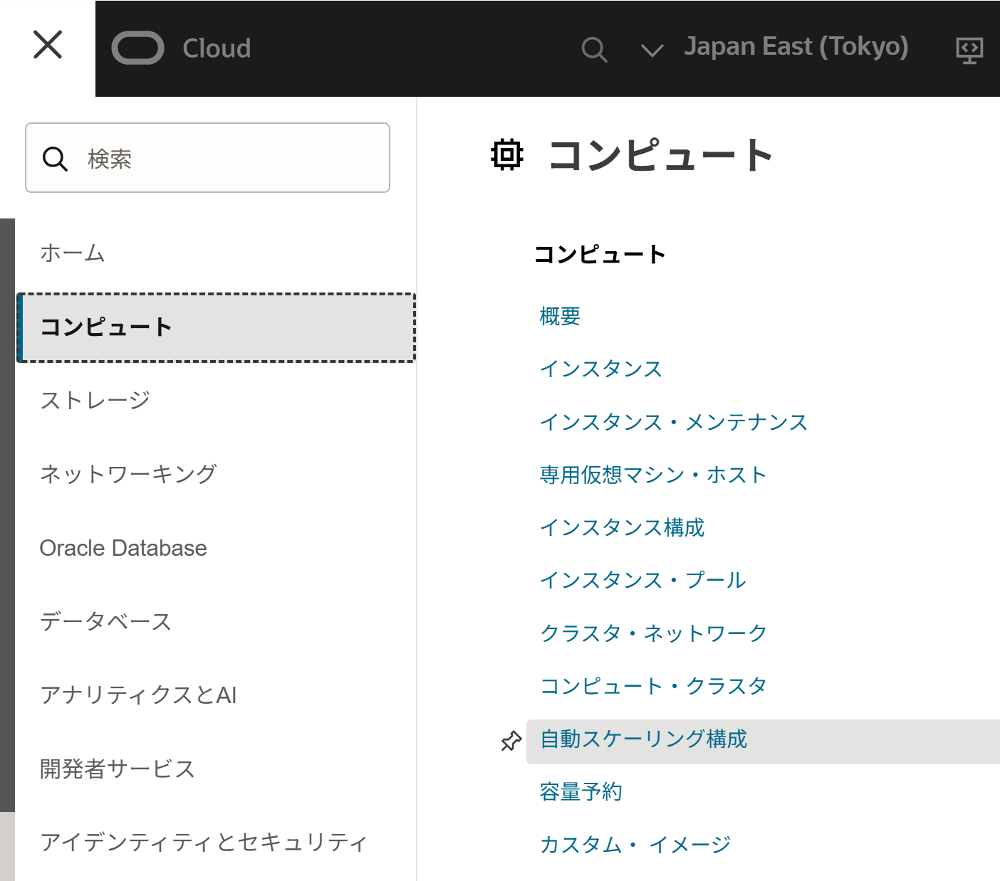 Cloud
Japan East (Tokyo)
検索
ホーム
コンピュート
ストレージ
ネットワーキング
Oracle Database
データベース
アナリティクスとAI
開発者サービス
アイデンティティとセキュリティ
コンピュート
コンピュート
概要
インスタンス
インスタンス・メンテナンス
専用仮想マシン・ホスト
インスタンス構成
インスタンス・プール
クラスタ・ネットワーク
コンピュート・クラスタ
自動スケーリング構成
容量予約
カスタム・ イメージ